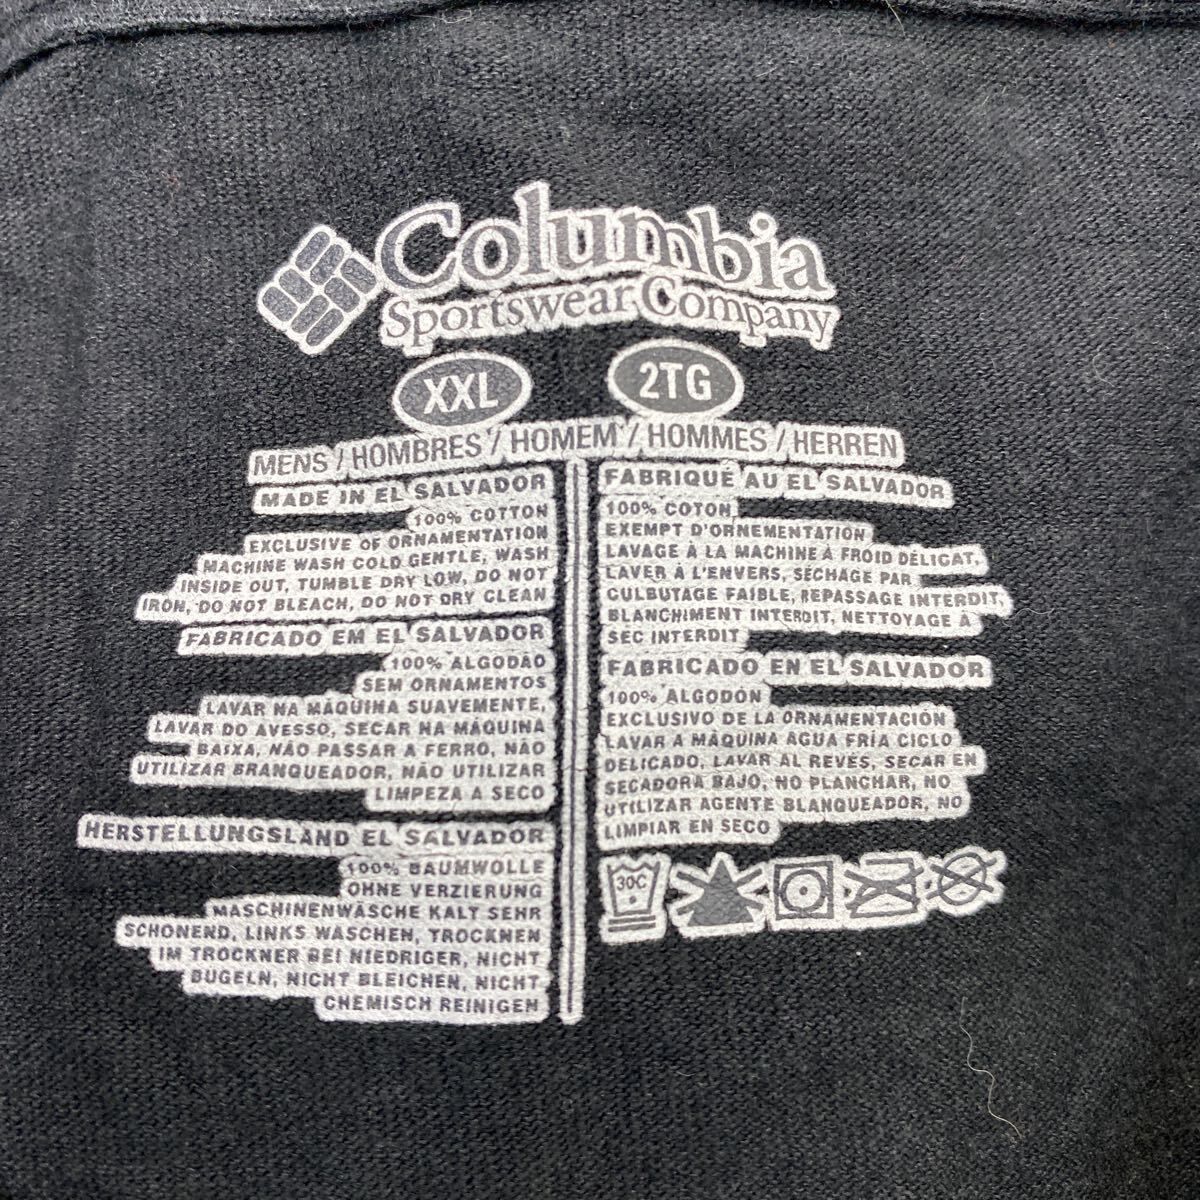 Columbia
Sportswear Company
XXL 2TG
MENS / HOMBRES / HOMEM / HOMMES / HERREN
MADE IN EL SALVADOR
100% COTTON
EXCLUSIVE OF ORNAMENTATION
MACHINE WASH COLD GENTLE, WASH
INSIDE OUT, TUMBLE DRY LOW, DO NOT
IRON, DO NOT BLEACH, DO NOT DRY CLEAN
FABRICADO EM EL SALVADOR
100% ALGODÃO
SEM ORNAMENTOS
LAVAR NA MÁQUINA SUAVEMENTE,
LAVAR DO AVESSO, SECAR NA MÁQUINA
BAIXA, NÃO PASSAR A FERRO, NÃO
UTILIZAR BRANQUEADOR, NÃO UTILIZAR
LIMPEZA A SECO
HERSTELLUNGSLAND EL SALVADOR
100% BAUMWOLLE
OHNE VERZIERUNG
MASCHINENWÄSCHE KALT SEHR
SCHONEND, LINKS WASCHEN, TROCKNEN
IM TROCKNER BEI NIEDRIGER, NICHT
BÜGELN, NICHT BLEICHEN, NICHT
CHEMISCH REINIGEN
FABRIQUÉ AU EL SALVADOR
100% COTON
EXEMPT D'ORNEMENTATION
LAVAGE À LA MACHINE À FROID DÉLICAT,
LAVER À L'ENVERS, SÉCHAGE PAR
CULBUTAGE FAIBLE, REPASSAGE INTERDIT,
BLANCHIMENT INTERDIT, NETTOYAGE À
SEC INTERDIT
FABRICADO EN EL SALVADOR
100% ALGODÓN
EXCLUSIVO DE LA ORNAMENTACIÓN
LAVAR A MÁQUINA AGUA FRÍA CICLO
DELICADO, LAVAR AL REVÉS, SECAR EN
SECADORA BAJO, NO PLANCHAR, NO
UTILIZAR AGENTE BLANQUEADOR, NO
LIMPIAR EN SECO
30C